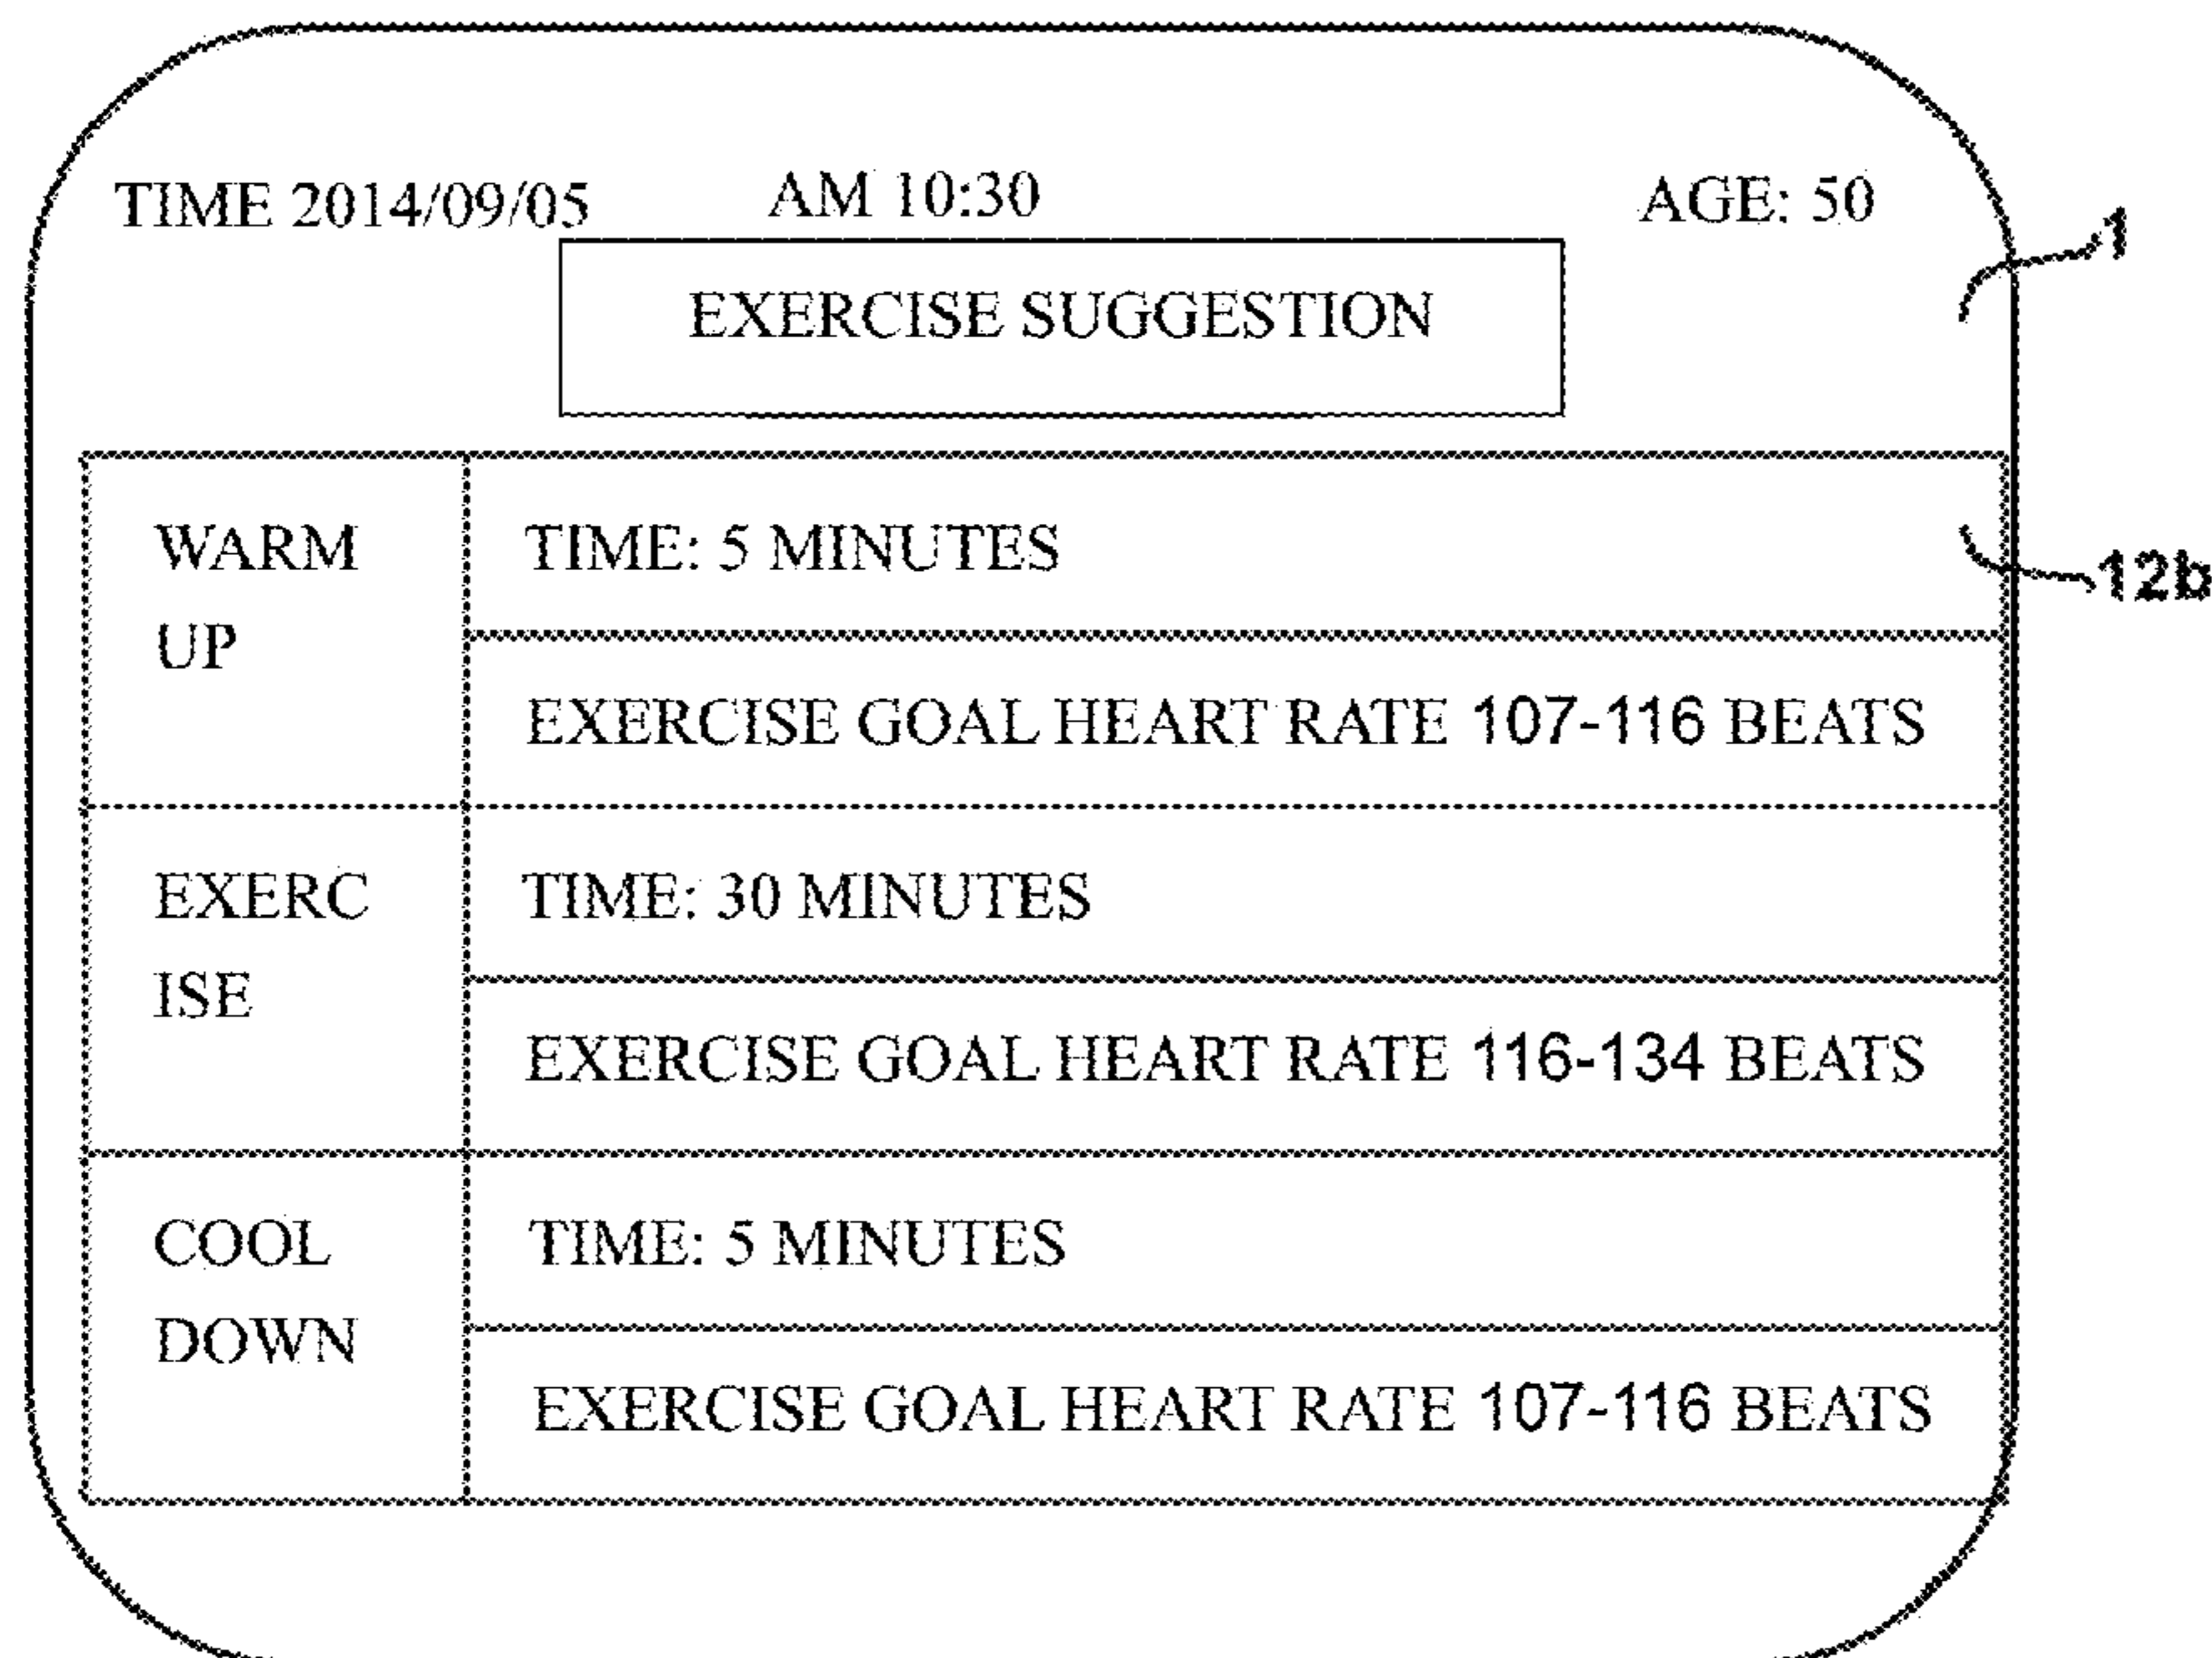 TIME 2014/09/05 AM 10:30 AGE: 50
1
EXERCISE SUGGESTION
WARM
UP
TIME: 5 MINUTES
12b
EXERCISE GOAL HEART RATE 107-116 BEATS
EXERC
ISE
TIME: 30 MINUTES
EXERCISE GOAL HEART RATE 116-134 BEATS
COOL
DOWN
TIME: 5 MINUTES
EXERCISE GOAL HEART RATE 107-116 BEATS